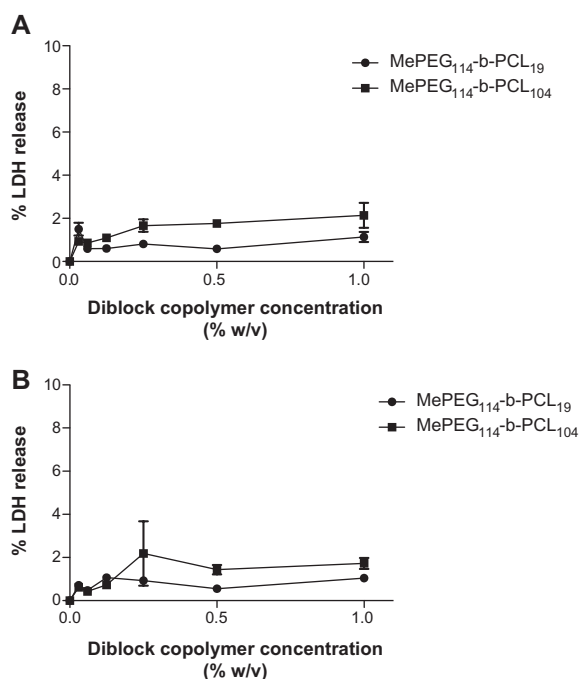 A
10
8
6
4
2
0
% LDH release
MePEG₁₁₄-b-PCL₁₉
MePEG₁₁₄-b-PCL₁₀₄
0.0 0.5 1.0
Diblock copolymer concentration
(% w/v)
B
10
8
6
4
2
0
% LDH release
MePEG₁₁₄-b-PCL₁₉
MePEG₁₁₄-b-PCL₁₀₄
0.0 0.5 1.0
Diblock copolymer concentration
(% w/v)